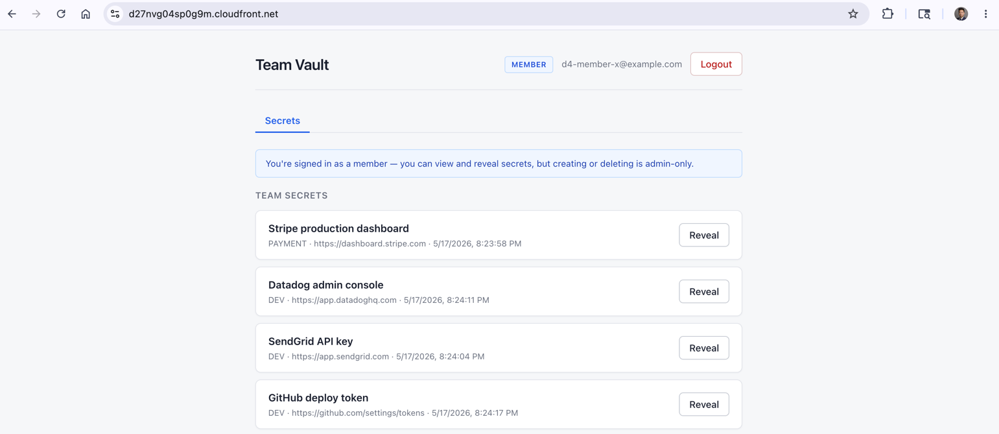 d27nvg04sp0g9m.cloudfront.net
Team Vault
MEMBER d4-member-x@example.com Logout
Secrets
You're signed in as a member — you can view and reveal secrets, but creating or deleting is admin-only.
TEAM SECRETS
Stripe production dashboard
PAYMENT · https://dashboard.stripe.com · 5/17/2026, 8:23:58 PM
Reveal
Datadog admin console
DEV · https://app.datadoghq.com · 5/17/2026, 8:24:11 PM
Reveal
SendGrid API key
DEV · https://app.sendgrid.com · 5/17/2026, 8:24:04 PM
Reveal
GitHub deploy token
DEV · https://github.com/settings/tokens · 5/17/2026, 8:24:17 PM
Reveal